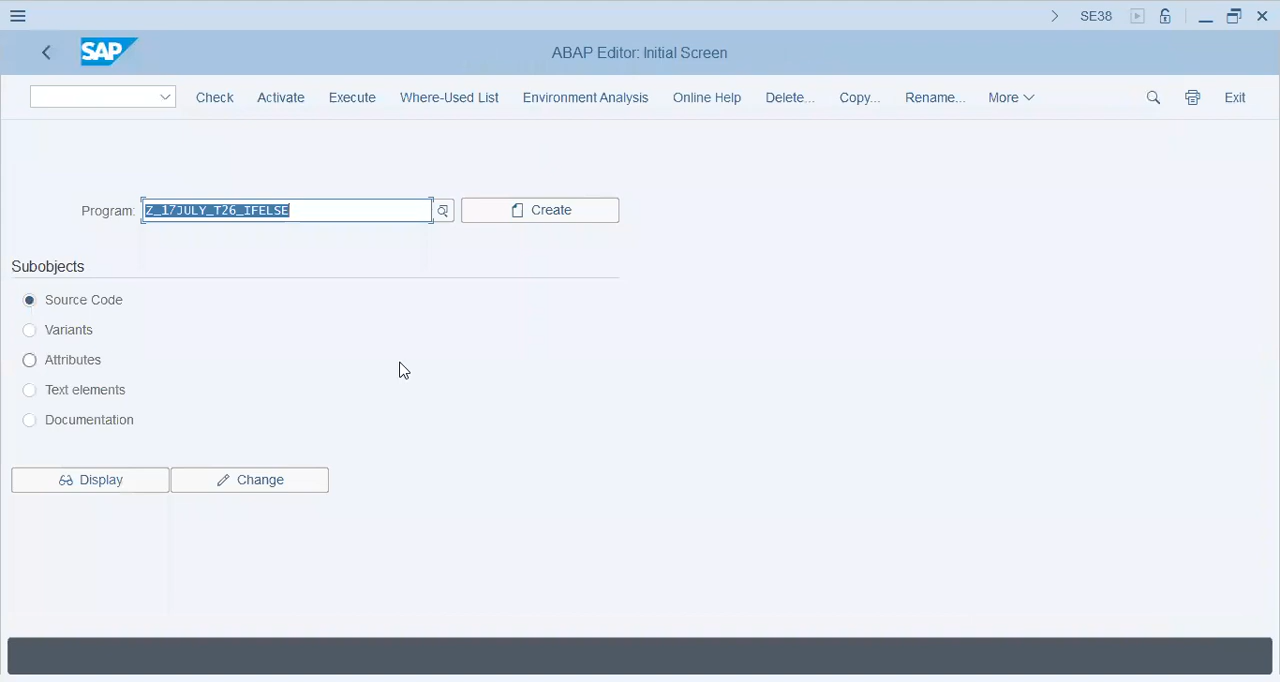 SE38
SAP ABAP Editor: Initial Screen
Check Activate Execute Where-Used List Environment Analysis Online Help Delete... Copy... Rename... More Exit
Program: Z_17JULY_T26_IFELSE Create
Subobjects
Source Code
Variants
Attributes
Text elements
Documentation
Display Change